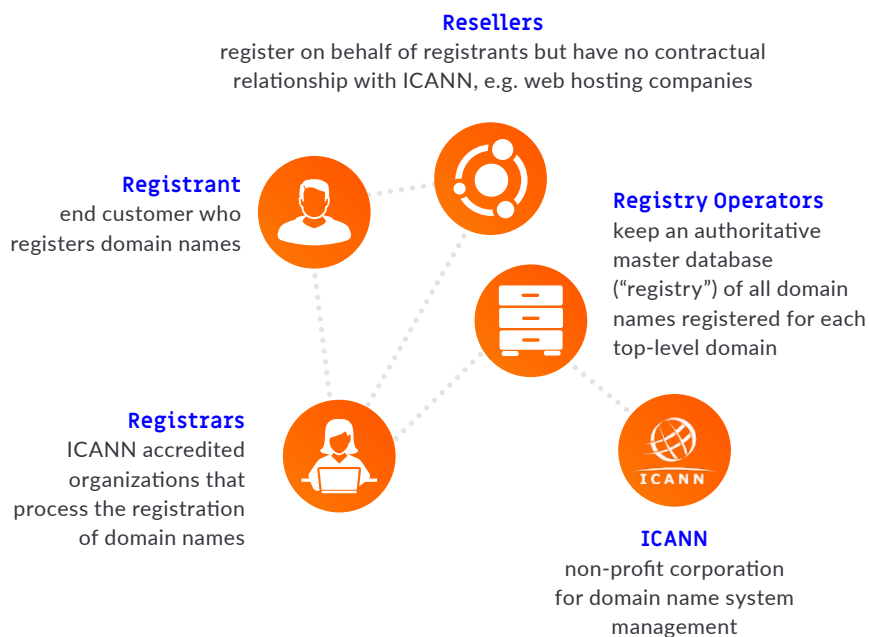 Resellers
register on behalf of registrants but have no contractual
relationship with ICANN, e.g. web hosting companies
Registrant
end customer who
registers domain names
Registry Operators
keep an authoritative
master database
(“registry”) of all domain
names registered for each
top-level domain
Registrars
ICANN accredited
organizations that
process the registration
of domain names
ICANN
ICANN
non-profit corporation
for domain name system
management